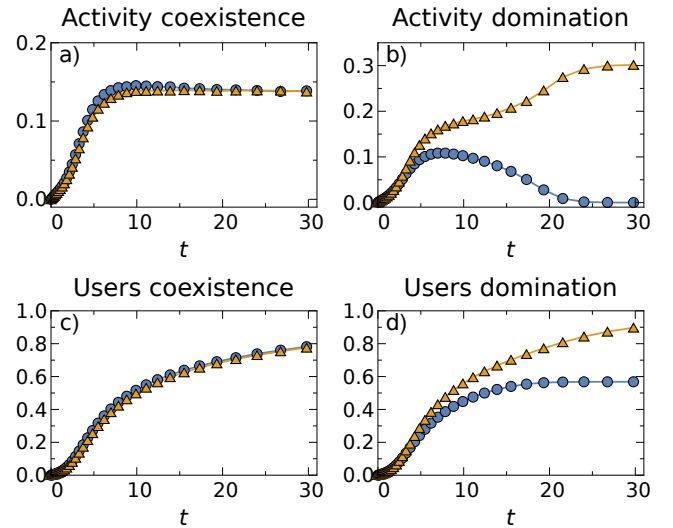 Activity coexistence
Activity domination
a)
b)
0.2
0.1
0.0
0.3
0.2
0.1
0.0
0 10 20 30
0 10 20 30
t
t
Users coexistence
Users domination
c)
d)
1.0
0.8
0.6
0.4
0.2
0.0
1.0
0.8
0.6
0.4
0.2
0.0
0 10 20 30
0 10 20 30
t
t